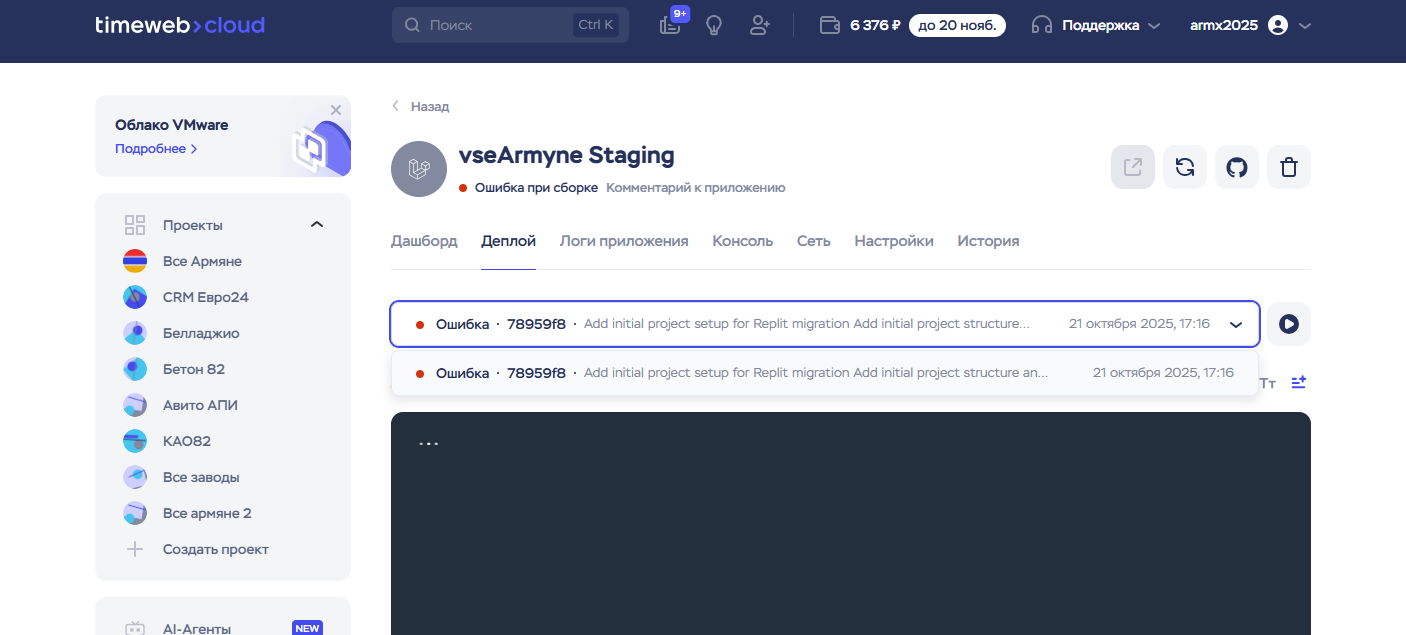 timeweb>cloud
Поиск
Ctrl K
9+
6 376 ₽
до 20 нояб.
Поддержка
armx2025
Облако VMware
Подробнее >
Проекты
Все Армяне
CRM Евро24
Белладжио
Бетон 82
Авито АПИ
КАО82
Все заводы
Все армяне 2
Создать проект
AI-Агенты
NEW
Назад
vseArmyne Staging
Ошибка при сборке Комментарий к приложению
Дашборд Деплой Логи приложения Консоль Сеть Настройки История
Ошибка · 78959f8 · Add initial project setup for Replit migration Add initial project structure... 21 октября 2025, 17:16
Ошибка · 78959f8 · Add initial project setup for Replit migration Add initial project structure an... 21 октября 2025, 17:16
Тт
...